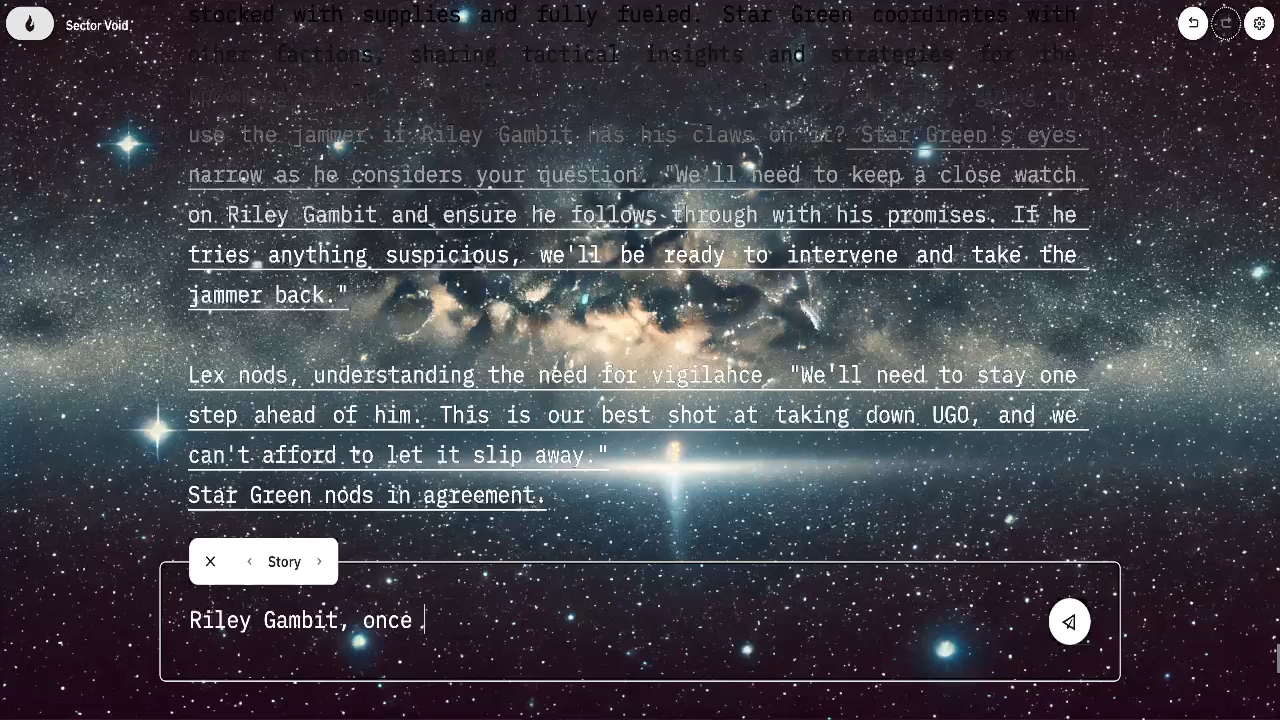 Sector Void
stocked with supplies and fully fueled. Star Green coordinates with
other factions, sharing tactical insights and strategies for the
to
use the jammer if Riley Gambit has his claws on it? Star Green's eyes
narrow as he considers your question. "We'll need to keep a close watch
on Riley Gambit and ensure he follows through with his promises. If he
tries anything suspicious, we'll be ready to intervene and take the
jammer back."
Lex nods, understanding the need for vigilance, "We'll need to stay one
step ahead of him. This is our best shot at taking down UGO, and we
can't afford to let it slip away."
Star Green nods in agreement.
Story
Riley Gambit, once .